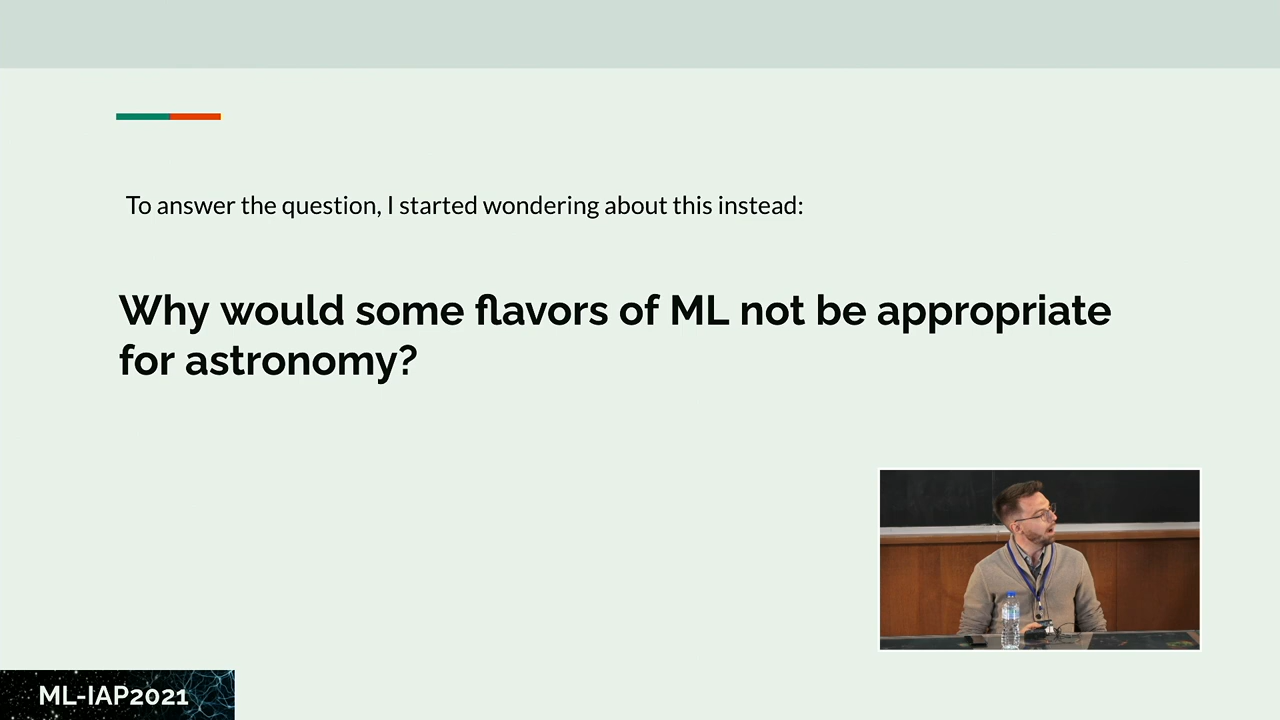 To answer the question, I started wondering about this instead:
Why would some flavors of ML not be appropriate
for astronomy?
ML-IAP2021